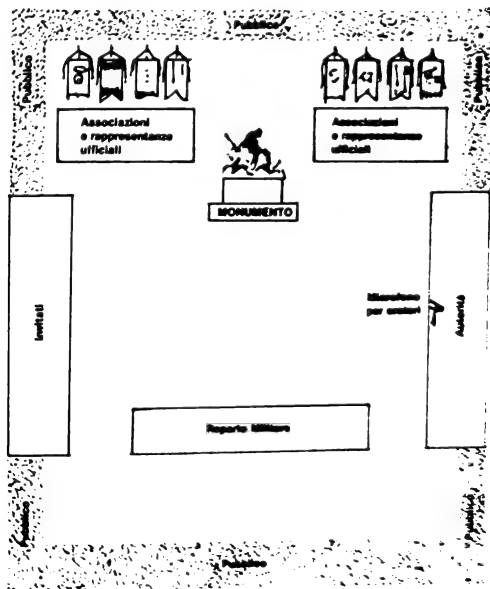 Pubblico
Pubblico
Pubblico
Associazioni
e rappresentanze
ufficiali
Associazioni
e rappresentanze
ufficiali
MONUMENTO
Invitati
Microfono
per oratori
Autorità
Reparto Militare
Pubblico
Pubblico
Pubblico